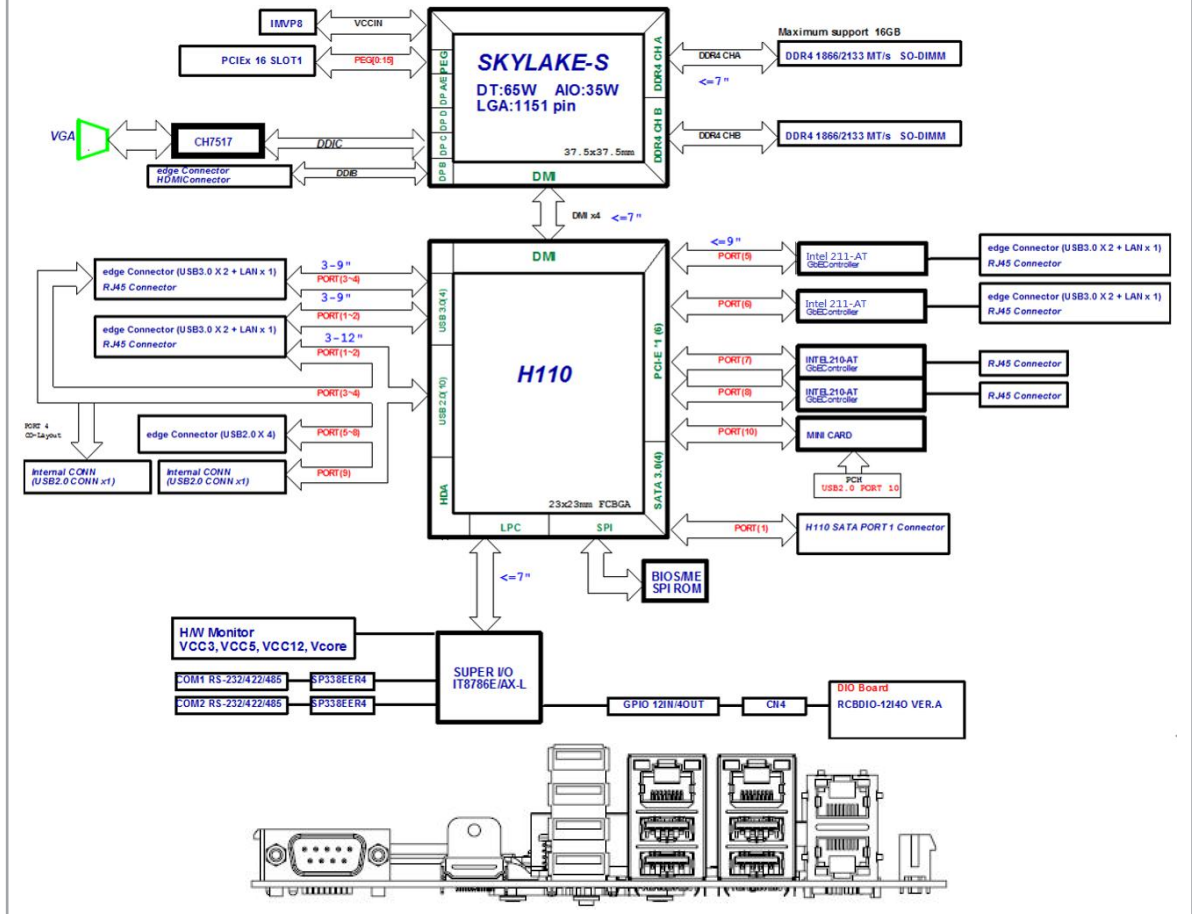 IMVP8
VCCIN
PCIEx 16 SLOT1
PEG[0:15]
VGA
CH7517
DDIC
edge Connector
HDMIConnector
DDIB
PEG
DP A/E
DP D
DP C
DP B
SKYLAKE-S
DT:65W AIO:35W
LGA:1151 pin
37.5x37.5mm
DMI
DDR4 CH A
DDR4 CH B
DDR4 CHA
<=7"
DDR4 CHB
Maximum support 16GB
DDR4 1866/2133 MT/s SO-DIMM
DDR4 1866/2133 MT/s SO-DIMM
DMI x4 <=7"
edge Connector (USB3.0 X 2 + LAN x 1)
RJ45 Connector
3-9"
PORT(3~4)
3-9"
PORT(1~2)
edge Connector (USB3.0 X 2 + LAN x 1)
RJ45 Connector
3-12"
PORT(1~2)
PORT(3~4)
PORT 4
CO-Layout
edge Connector (USB2.0 X 4)
PORT(5~8)
Internal CONN
(USB2.0 CONN x1)
Internal CONN
(USB2.0 CONN x1)
PORT(9)
DMI
USB 3.0(4)
USB 2.0(10)
HDA
H110
23x23mm FCBGA
LPC
SPI
PCI-E *1 (6)
SATA 3.0(4)
<=9"
PORT(5)
Intel 211-AT
GbEController
edge Connector (USB3.0 X 2 + LAN x 1)
RJ45 Connector
PORT(6)
Intel 211-AT
GbEController
edge Connector (USB3.0 X 2 + LAN x 1)
RJ45 Connector
PORT(7)
INTEL210-AT
GbEController
RJ45 Connector
PORT(8)
INTEL210-AT
GbEController
RJ45 Connector
PORT(10)
MINI CARD
PCH
USB2.0 PORT 10
PORT(1)
H110 SATA PORT 1 Connector
<=7"
BIOS/ME
SPI ROM
H/W Monitor
VCC3, VCC5, VCC12, Vcore
COM1 RS-232/422/485
SP338EER4
COM2 RS-232/422/485
SP338EER4
SUPER I/O
IT8786E/AX-L
GPIO 12IN/4OUT
CN4
DIO Board
RCBDIO-12I4O VER.A